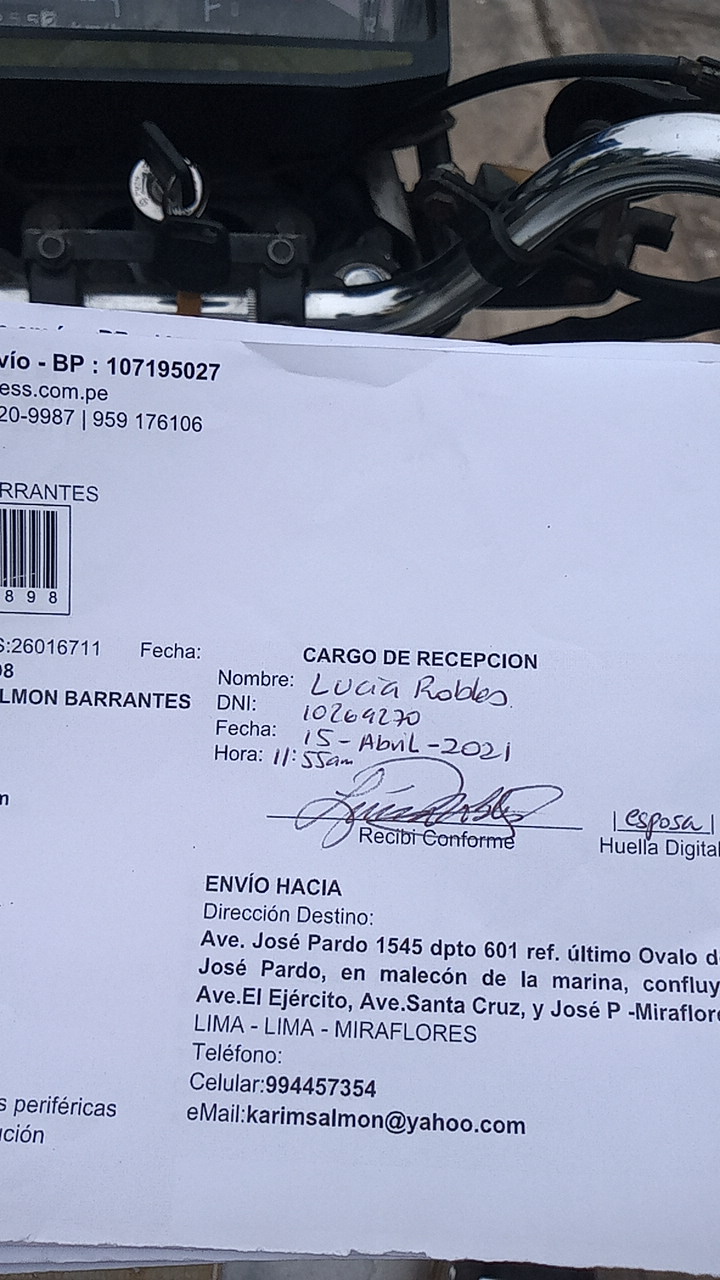 vío - BP : 107195027
ess.com.pe
20-9987 | 959 176106
RRANTES
898
S:26016711 Fecha:
08
LMON BARRANTES
CARGO DE RECEPCION
Nombre: Lucía Robles.
DNI: 10269270
Fecha: 15-Abril-2021
Hora: 11:55am
Recibi Conforme
|esposa|
Huella Digital
ENVÍO HACIA
Dirección Destino:
Ave. José Pardo 1545 dpto 601 ref. último Ovalo d
José Pardo, en malecón de la marina, confluy
Ave.El Ejército, Ave.Santa Cruz, y José P -Miraflore
LIMA - LIMA - MIRAFLORES
Teléfono:
Celular:994457354
eMail:karimsalmon@yahoo.com
s periféricas
ución